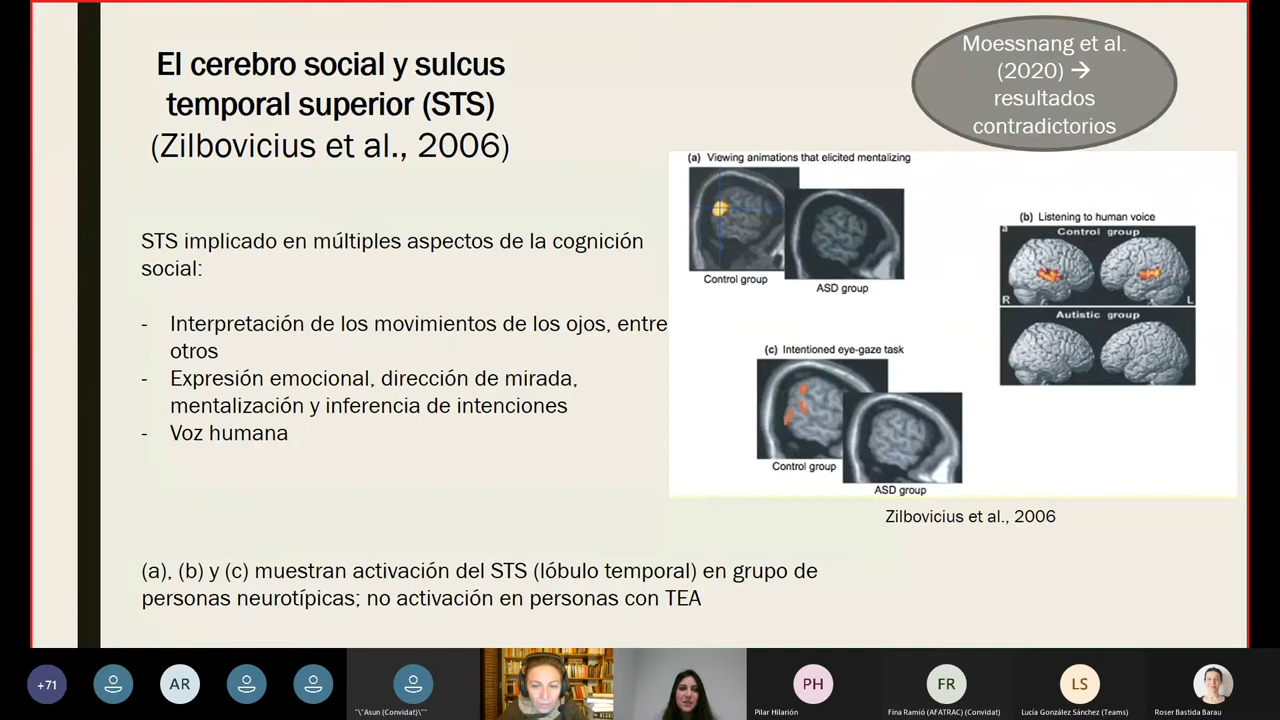 El cerebro social y sulcus
temporal superior (STS)
(Zilbovicius et al., 2006)
Moessnang et al.
(2020) →
resultados
contradictorios
STS implicado en múltiples aspectos de la cognición
social:
- Interpretación de los movimientos de los ojos, entre
otros
- Expresión emocional, dirección de mirada,
mentalización y inferencia de intenciones
- Voz humana
(a) Viewing animations that elicited mentalizing
Control group
ASD group
(b) Listening to human voice
a
Control group
R
L
Autistic group
(c) Intentioned eye-gaze task
Control group
ASD group
Zilbovicius et al., 2006
(a), (b) y (c) muestran activación del STS (lóbulo temporal) en grupo de
personas neurotípicas; no activación en personas con TEA
+71
AR
"\"Asun (Convidat)\""
PH
Pilar Hilarión
FR
Fina Ramió (AFATRAC) (Convidat)
LS
Lucía González Sánchez (Teams)
Roser Bastida Barau